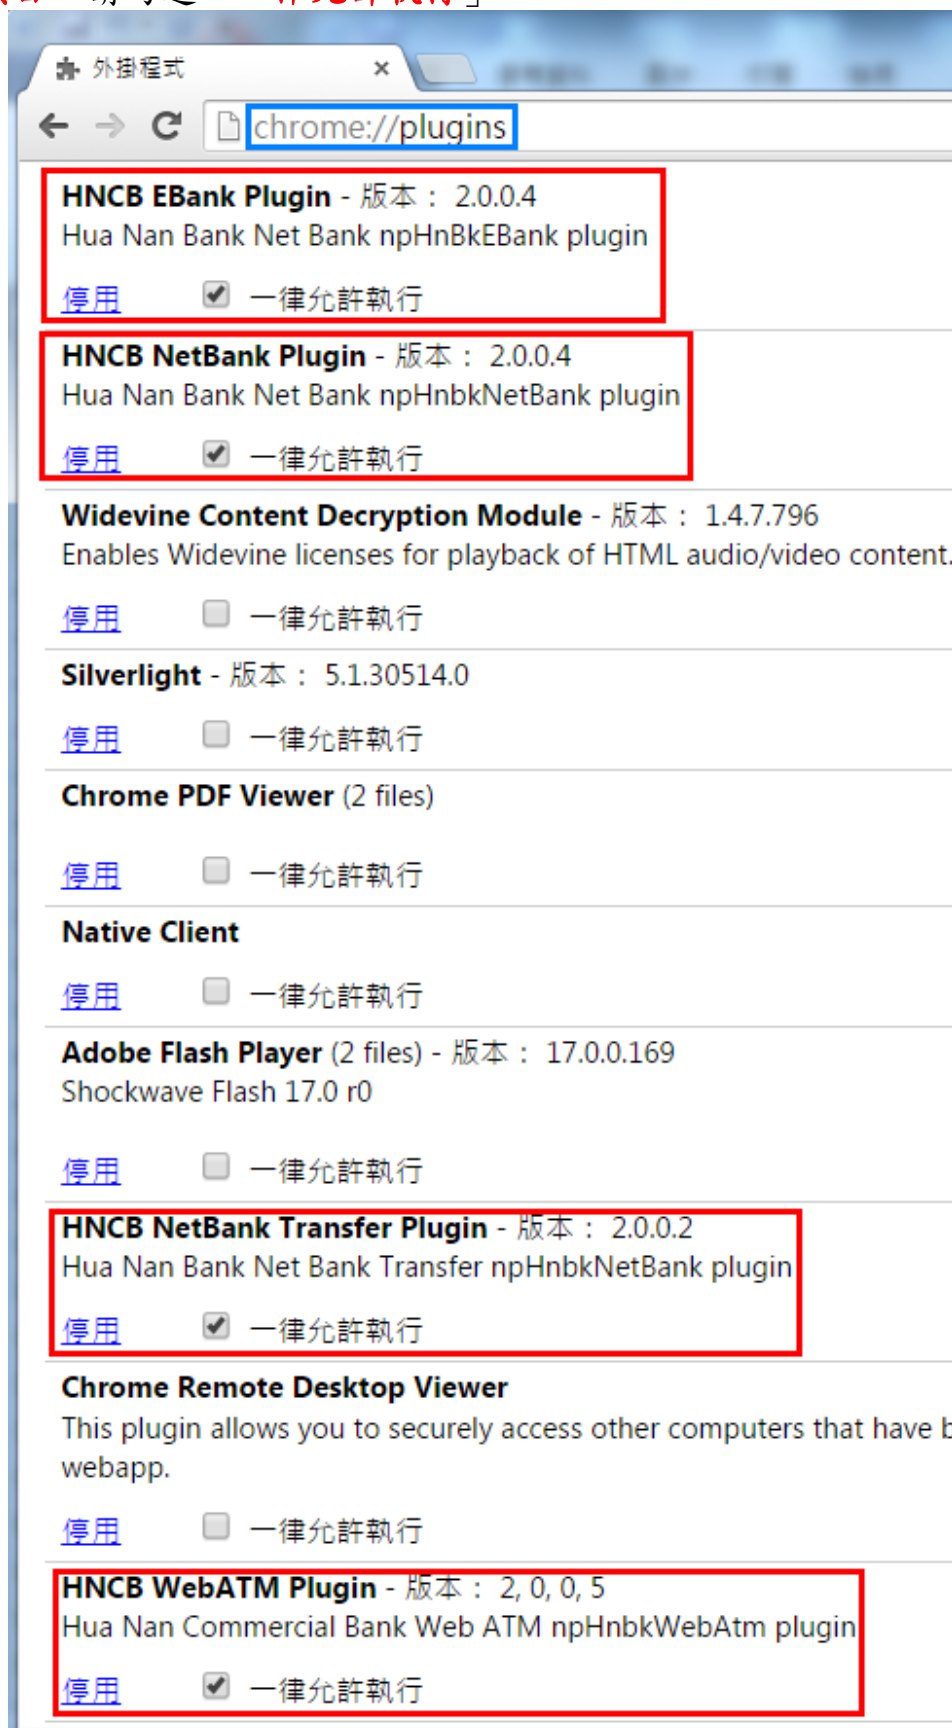 律允許執行」
外掛程式
chrome://plugins
HNCB EBank Plugin - 版本： 2.0.0.4
Hua Nan Bank Net Bank npHnBkEBank plugin
停用 一律允許執行
HNCB NetBank Plugin - 版本： 2.0.0.4
Hua Nan Bank Net Bank npHnbkNetBank plugin
停用 一律允許執行
Widevine Content Decryption Module - 版本： 1.4.7.796
Enables Widevine licenses for playback of HTML audio/video content.
停用 一律允許執行
Silverlight - 版本： 5.1.30514.0
停用 一律允許執行
Chrome PDF Viewer (2 files)
停用 一律允許執行
Native Client
停用 一律允許執行
Adobe Flash Player (2 files) - 版本： 17.0.0.169
Shockwave Flash 17.0 r0
停用 一律允許執行
HNCB NetBank Transfer Plugin - 版本： 2.0.0.2
Hua Nan Bank Net Bank Transfer npHnbkNetBank plugin
停用 一律允許執行
Chrome Remote Desktop Viewer
This plugin allows you to securely access other computers that have b
webapp.
停用 一律允許執行
HNCB WebATM Plugin - 版本： 2, 0, 0, 5
Hua Nan Commercial Bank Web ATM npHnbkWebAtm plugin
停用 一律允許執行